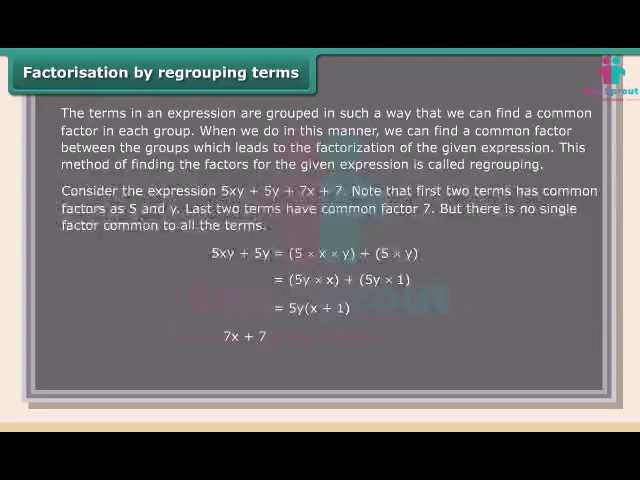 Factorisation by regrouping terms
The terms in an expression are grouped in such a way that we can find a common
factor in each group. When we do in this manner, we can find a common factor
between the groups which leads to the factorization of the given expression. This
method of finding the factors for the given expression is called regrouping.
Consider the expression 5xy + 5y + 7x + 7. Note that first two terms has common
factors as 5 and y. Last two terms have common factor 7. But there is no single
factor common to all the terms.
5xy + 5y = (5 × x × y) + (5 × y)
= (5y × x) + (5y × 1)
= 5y(x + 1)
7x + 7